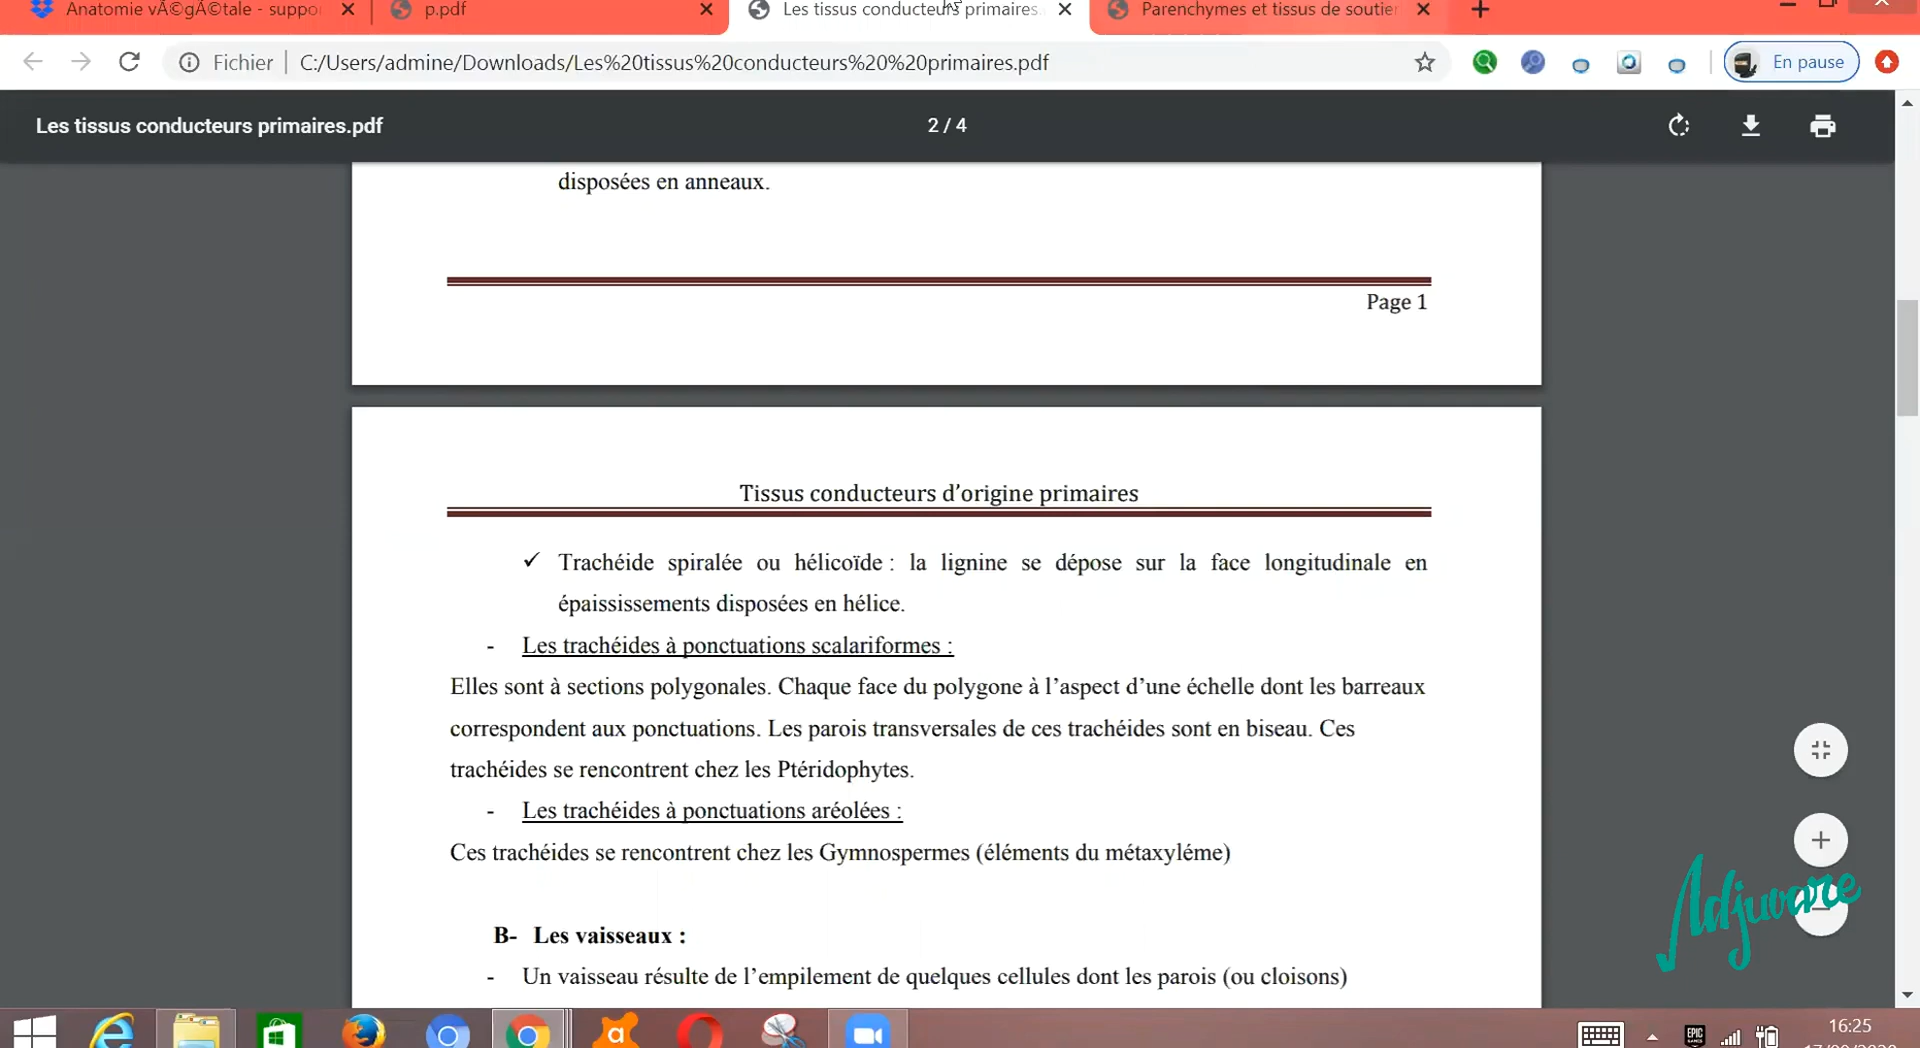 Anatomie vÃ©gÃ©tale - suppo
p.pdf
Les tissus conducteurs primaires.
Parenchymes et tissus de soutien
Fichier
C:/Users/admine/Downloads/Les%20tissus%20conducteurs%20%20primaires.pdf
En pause
Les tissus conducteurs primaires.pdf
2 / 4
disposées en anneaux.
Page 1
Tissus conducteurs d’origine primaires
✓ Trachéide spiralée ou hélicoïde : la lignine se dépose sur la face longitudinale en
épaississements disposées en hélice.
- Les trachéides à ponctuations scalariformes :
Elles sont à sections polygonales. Chaque face du polygone à l’aspect d’une échelle dont les barreaux
correspondent aux ponctuations. Les parois transversales de ces trachéides sont en biseau. Ces
trachéides se rencontrent chez les Ptéridophytes.
- Les trachéides à ponctuations aréolées :
Ces trachéides se rencontrent chez les Gymnospermes (éléments du métaxyléme)
Adjuvare
B- Les vaisseaux :
- Un vaisseau résulte de l’empilement de quelques cellules dont les parois (ou cloisons)
EPIC
16:25